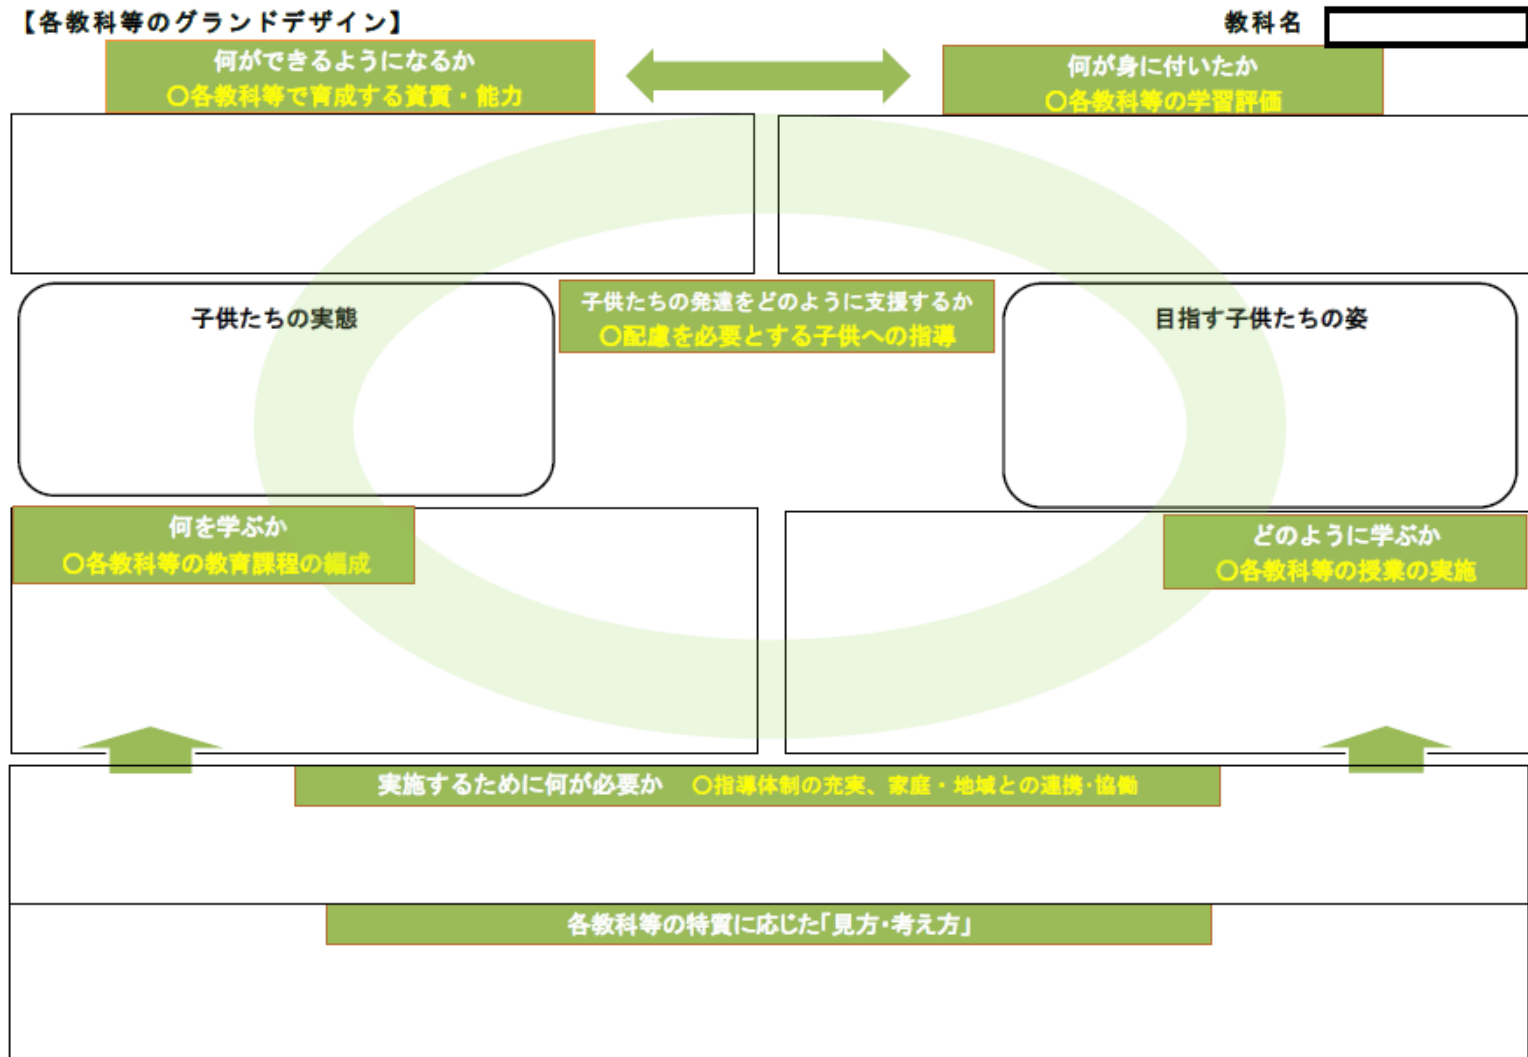 【各教科等のグランドデザイン】
教科名
何ができるようになるか
〇各教科等で育成する資質・能力
何が身に付いたか
〇各教科等の学習評価
子供たちの実態
子供たちの発達をどのように支援するか
〇配慮を必要とする子供への指導
目指す子供たちの姿
何を学ぶか
〇各教科等の教育課程の編成
どのように学ぶか
〇各教科等の授業の実施
実施するために何が必要か 〇指導体制の充実、家庭・地域との連携・協働
各教科等の特質に応じた「見方・考え方」